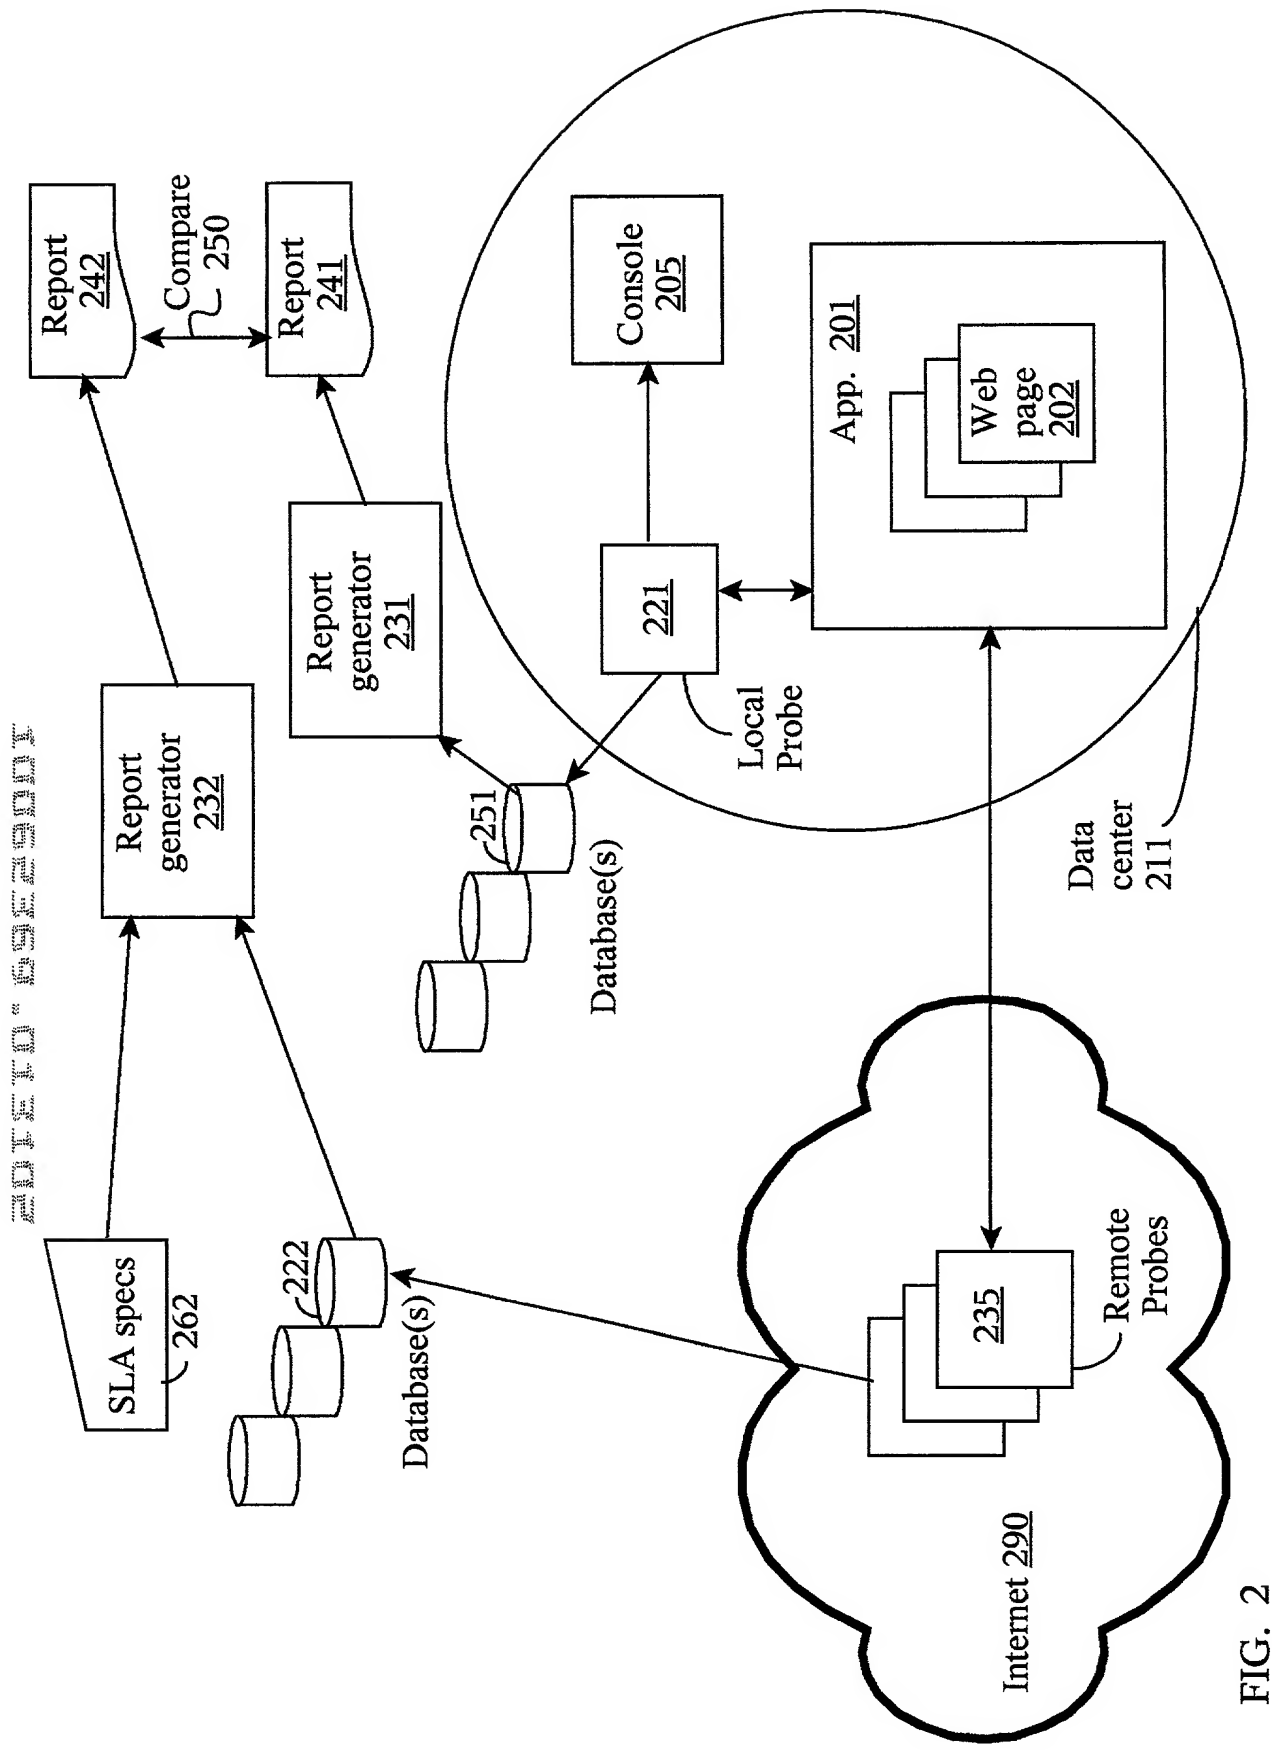 SLA specs
262
222
Database(s)
Report
generator
232
Report
242
Compare
250
Report
241
Report
generator
231
251
Database(s)
Local
Probe
221
Console
205
App. 201
Web
page
202
Data
center
211
235
Remote
Probes
Internet 290
FIG. 2